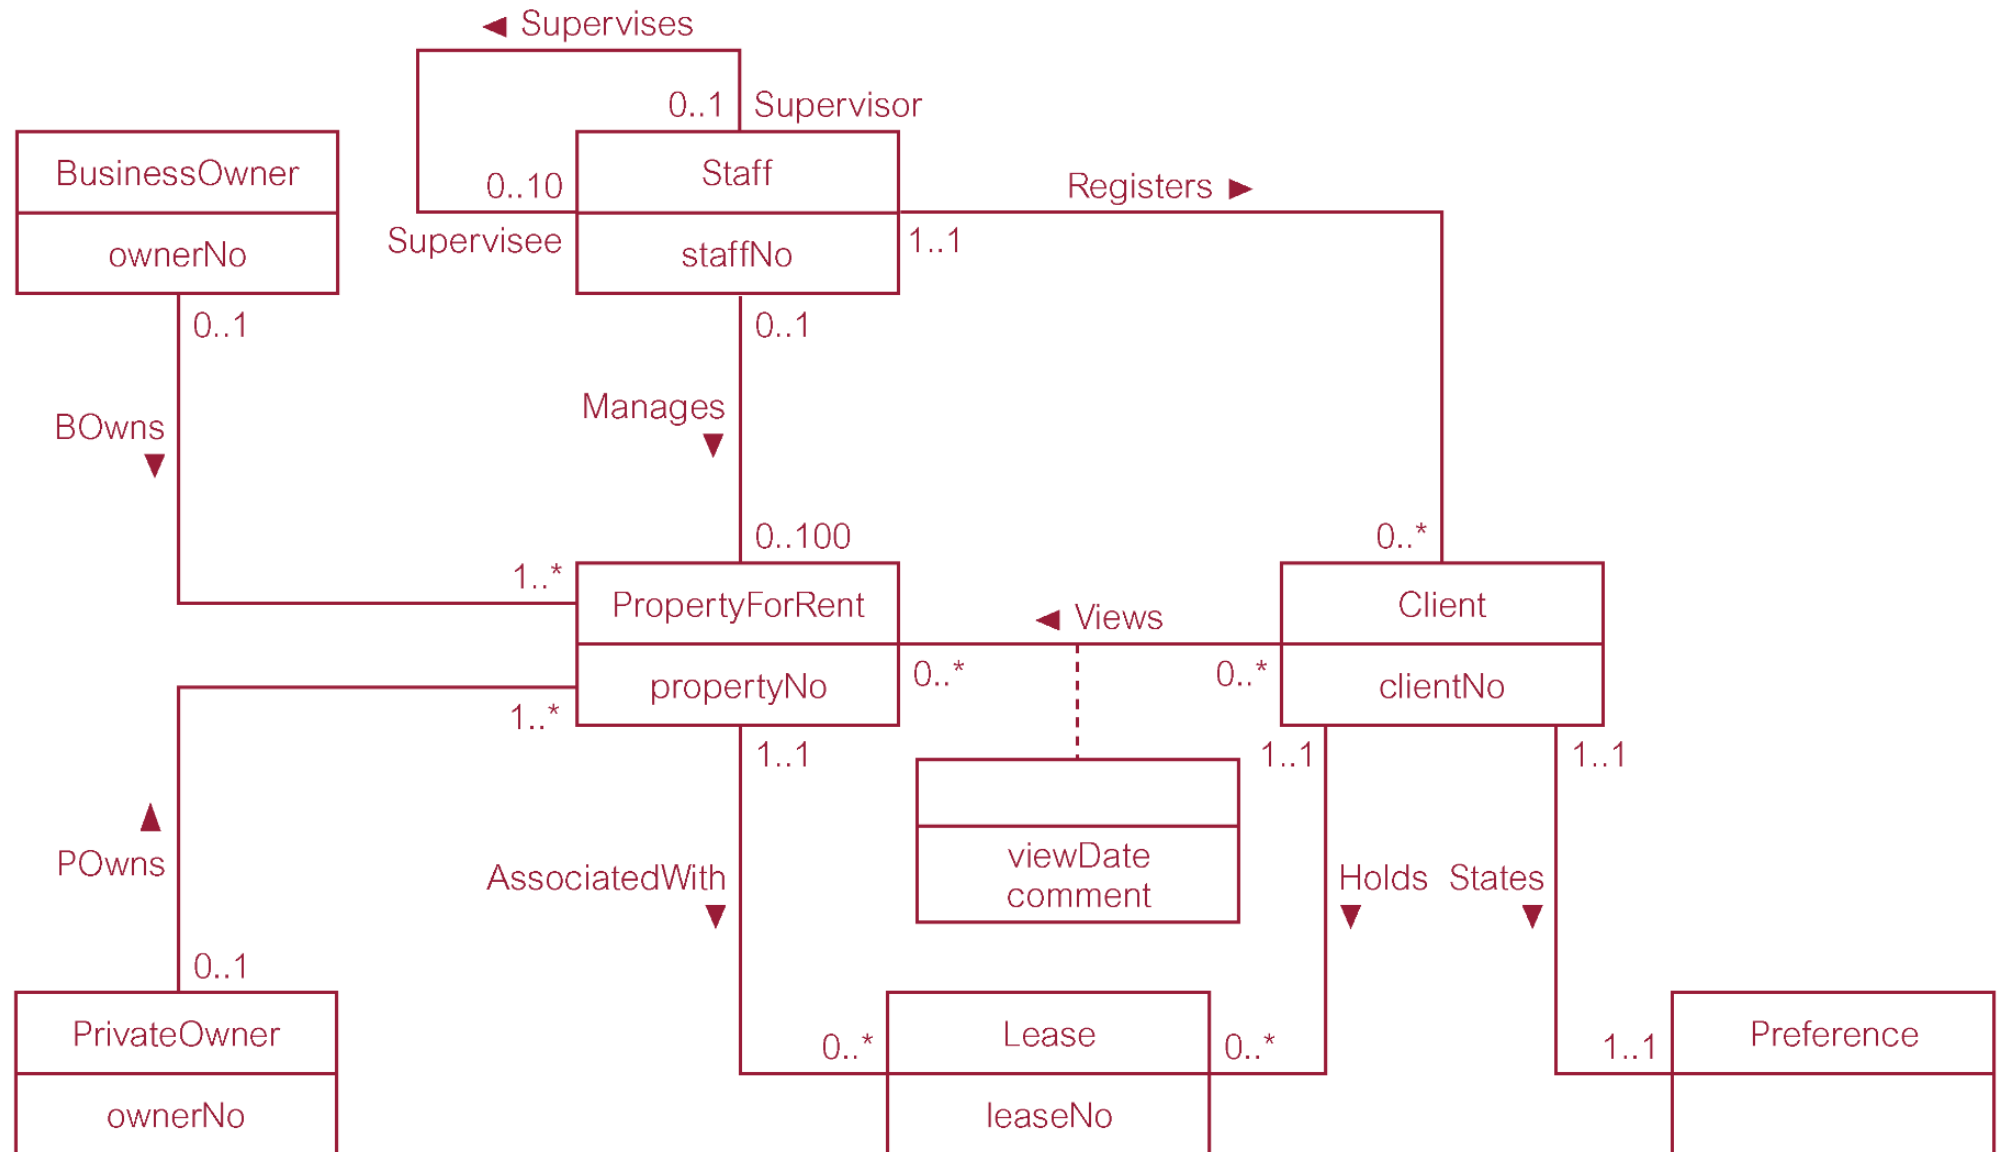 ◄ Supervises
0..1 Supervisor
BusinessOwner
ownerNo
0..10
Supervisee
Staff
staffNo
Registers ►
1..1
0..1
0..1
BOwns
▼
Manages
▼
0..100
0..*
1..*
PropertyForRent
propertyNo
◄ Views
0..*
0..*
Client
clientNo
1..*
1..1
1..1
1..1
viewDate
comment
▲
POwns
AssociatedWith
▼
Holds
▼
States
▼
0..1
PrivateOwner
ownerNo
0..*
Lease
leaseNo
0..*
1..1
Preference